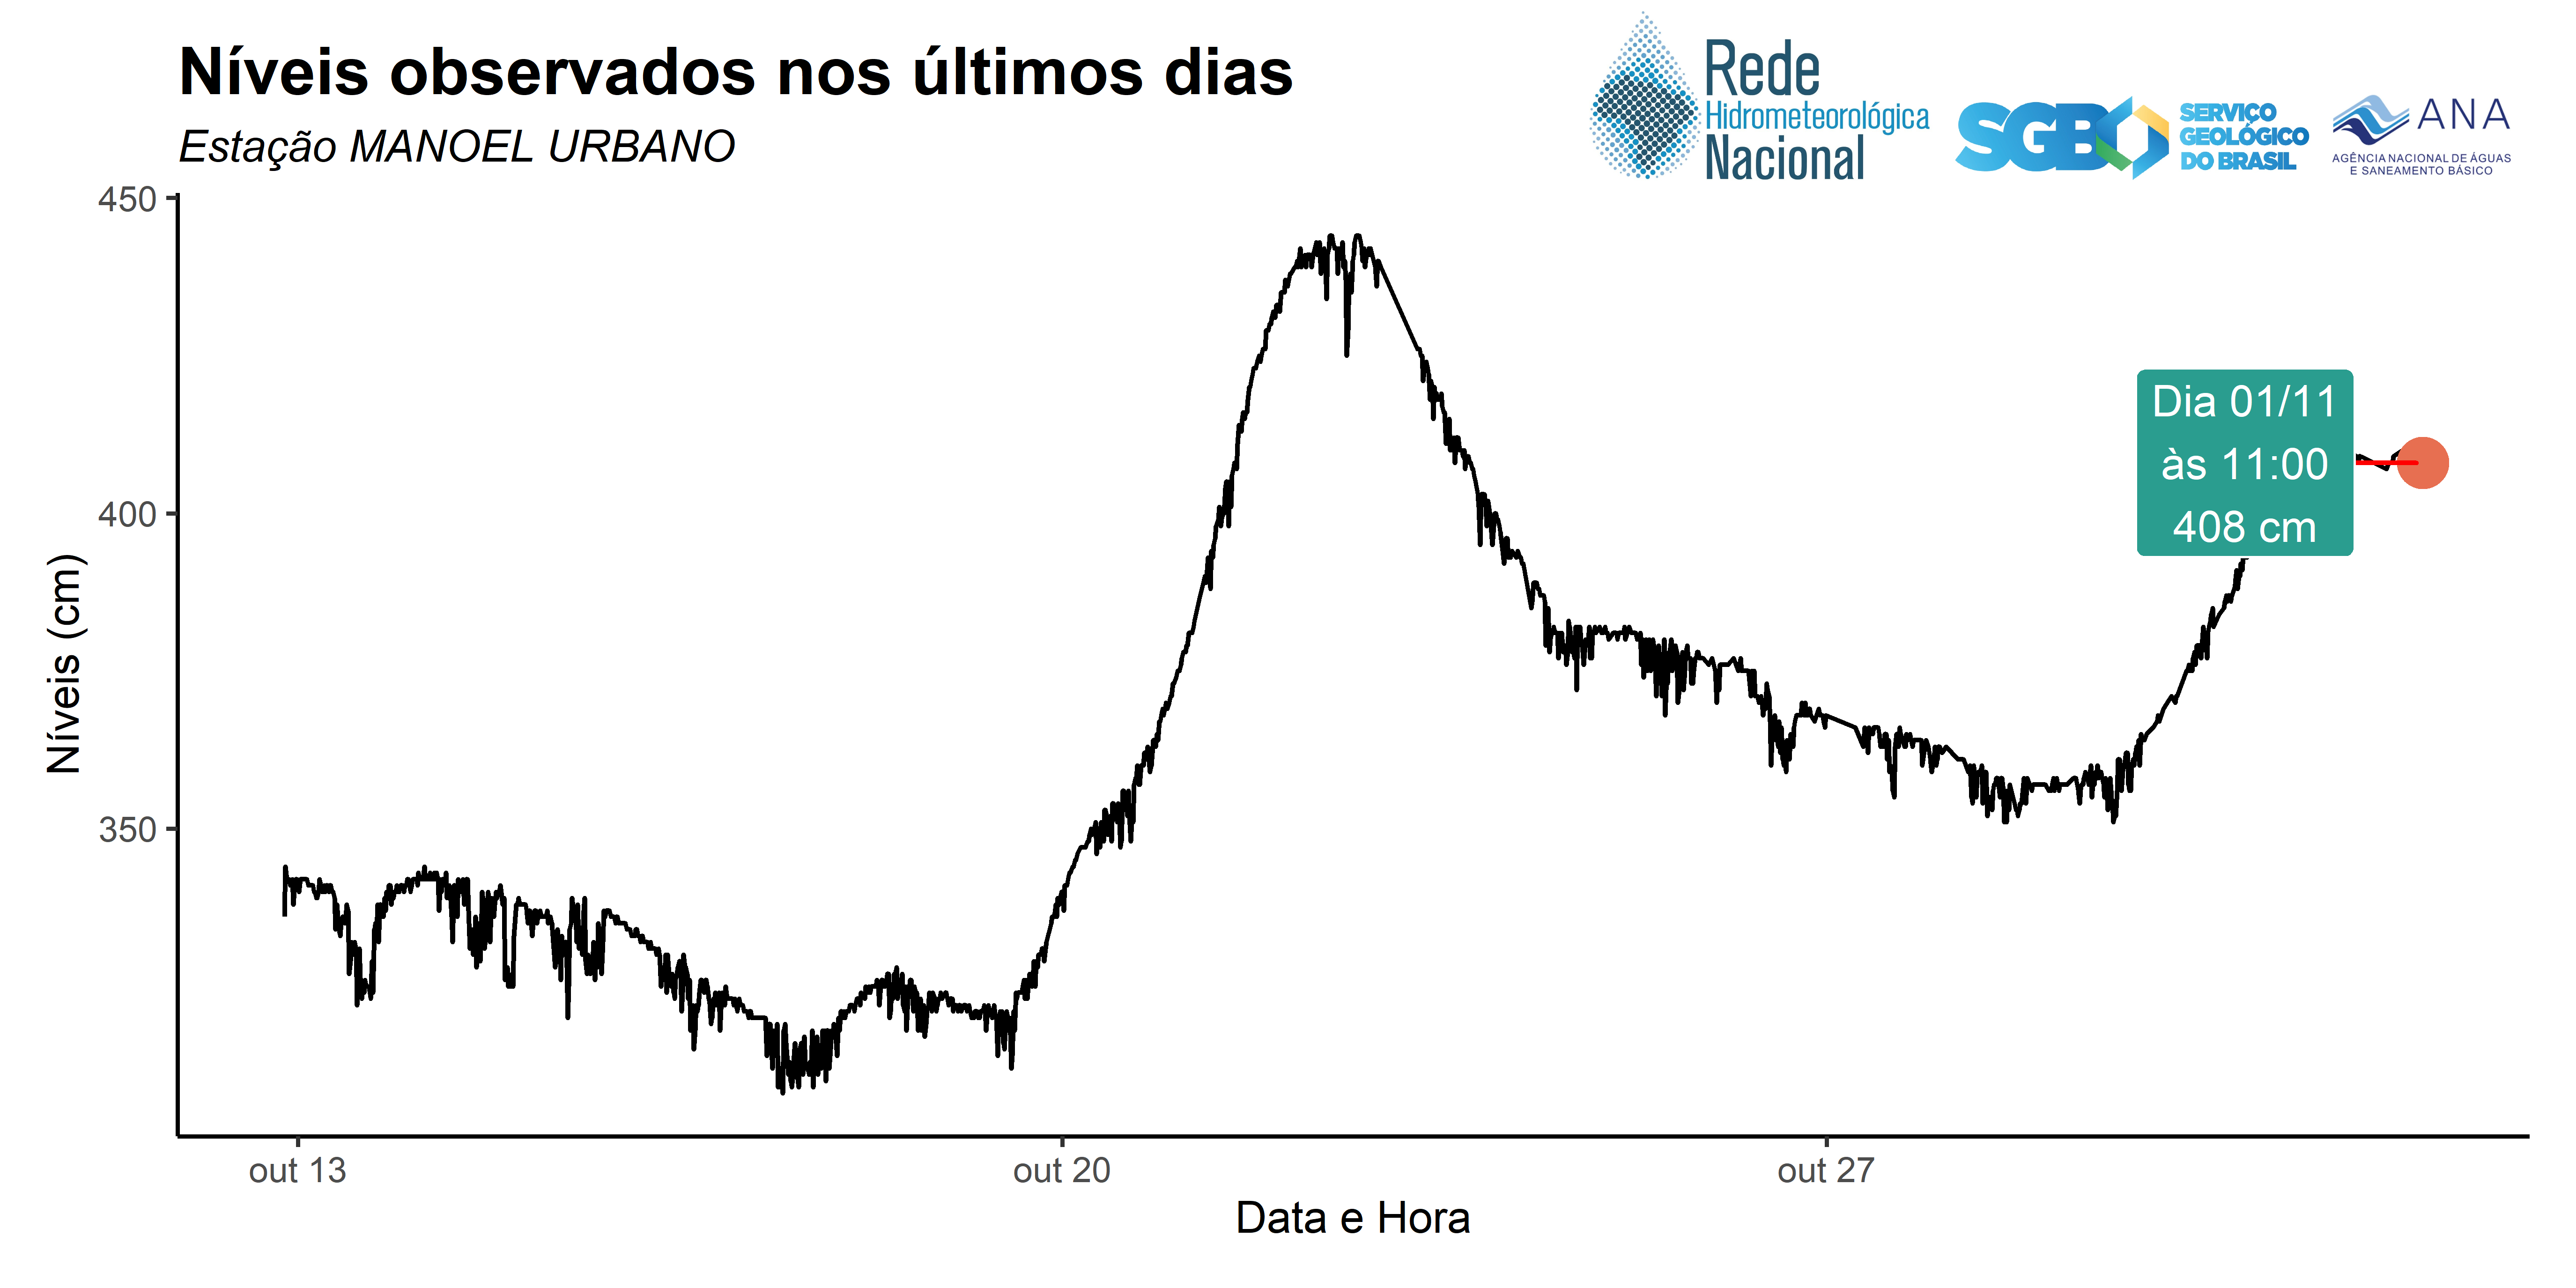 Níveis observados nos últimos dias
Estação MANOEL URBANO
Rede
Hidrometeorológica
Nacional
SGB
SERVIÇO
GEOLÓGICO
DO BRASIL
ANA
AGÊNCIA NACIONAL DE ÁGUAS
E SANEAMENTO BÁSICO
450
400
350
Níveis (cm)
Dia 01/11
às 11:00
408 cm
out 13
out 20
out 27
Data e Hora